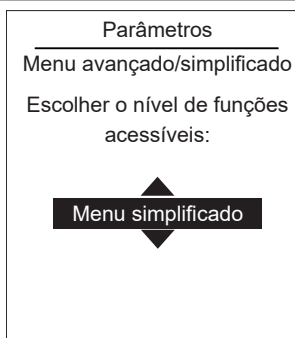 Parâmetros
Menu avançado/simplificado
Escolher o nível de funções
acessíveis:
Menu simplificado